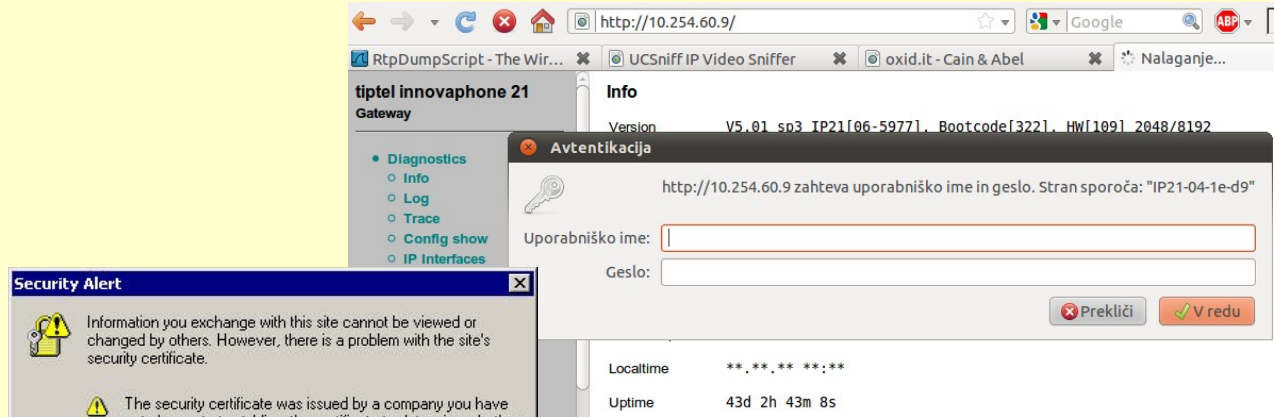 http://10.254.60.9/
Google
ABP
RtpDumpScript - The Wir...
UCSniff IP Video Sniffer
oxid.it - Cain & Abel
Nalaganje...
tiptel innovaphone 21
Gateway
Diagnostics
Info
Log
Trace
Config show
IP Interfaces
Info
Version V5.01 sp3 IP21[06-5977], Bootcode[322], HW[109] 2048/8192
Avtentikacija
http://10.254.60.9 zahteva uporabniško ime in geslo. Stran sporoča: "IP21-04-1e-d9"
Uporabniško ime:
Geslo:
Prekliči
V redu
Localtime **.**.** **:**
Uptime 43d 2h 43m 8s
Security Alert
Information you exchange with this site cannot be viewed or
changed by others. However, there is a problem with the site's
security certificate.
The security certificate was issued by a company you have